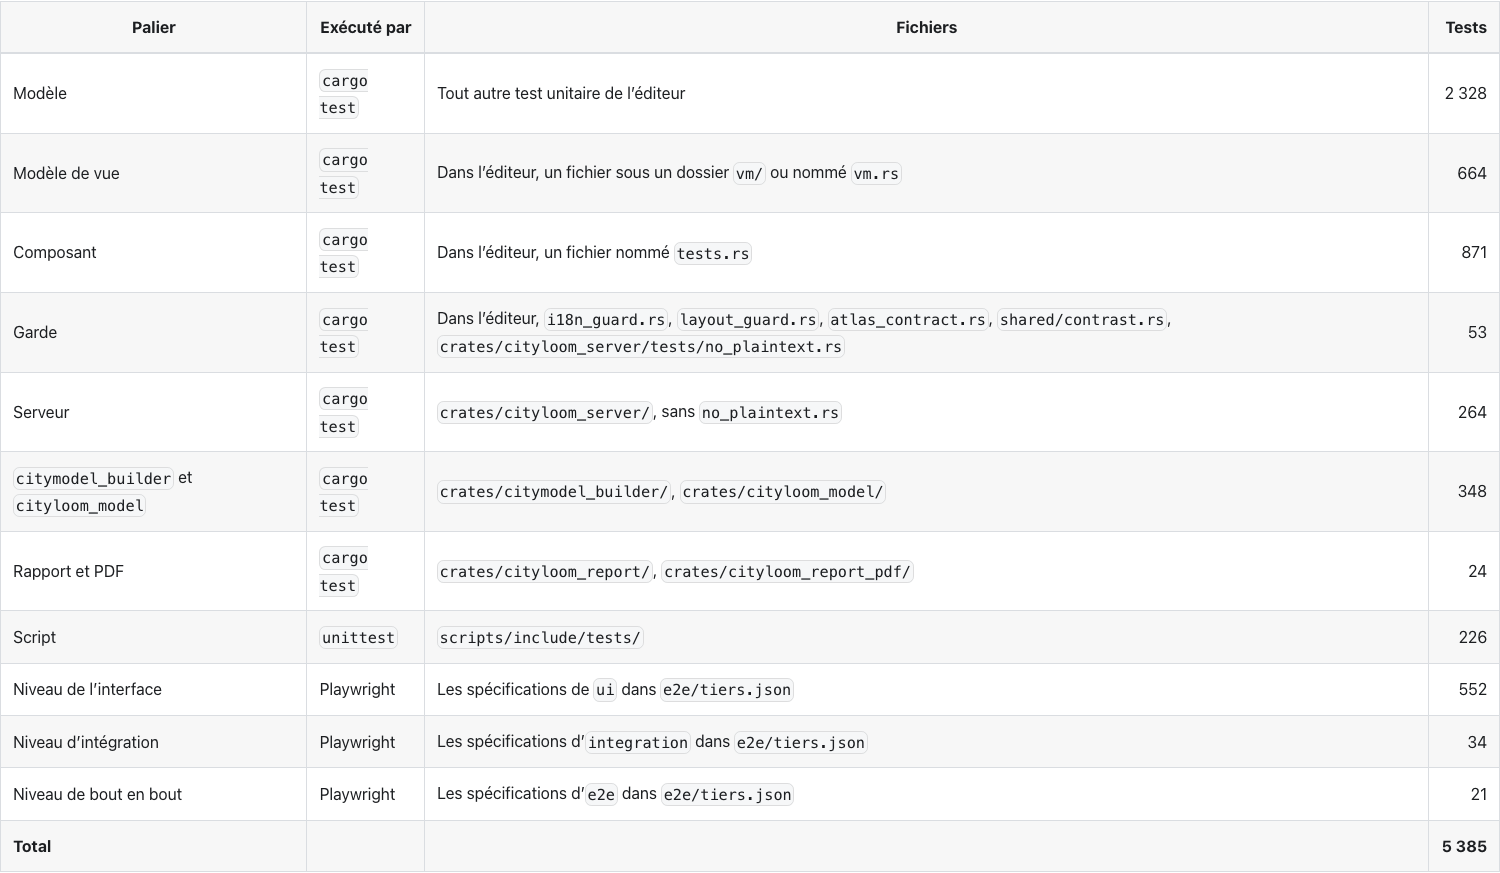 Palier Exécuté par Fichiers Tests
Modèle cargo test Tout autre test unitaire de l’éditeur 2 328
Modèle de vue cargo test Dans l’éditeur, un fichier sous un dossier vm/ ou nommé vm.rs 664
Composant cargo test Dans l’éditeur, un fichier nommé tests.rs 871
Garde cargo test Dans l’éditeur, i18n_guard.rs, layout_guard.rs, atlas_contract.rs, shared/contrast.rs,
crates/cityloom_server/tests/no_plaintext.rs 53
Serveur cargo test crates/cityloom_server/, sans no_plaintext.rs 264
citymodel_builder et
cityloom_model cargo test crates/citymodel_builder/, crates/cityloom_model/ 348
Rapport et PDF cargo test crates/cityloom_report/, crates/cityloom_report_pdf/ 24
Script unittest scripts/include/tests/ 226
Niveau de l’interface Playwright Les spécifications de ui dans e2e/tiers.json 552
Niveau d’intégration Playwright Les spécifications d’integration dans e2e/tiers.json 34
Niveau de bout en bout Playwright Les spécifications d’e2e dans e2e/tiers.json 21
Total 5 385